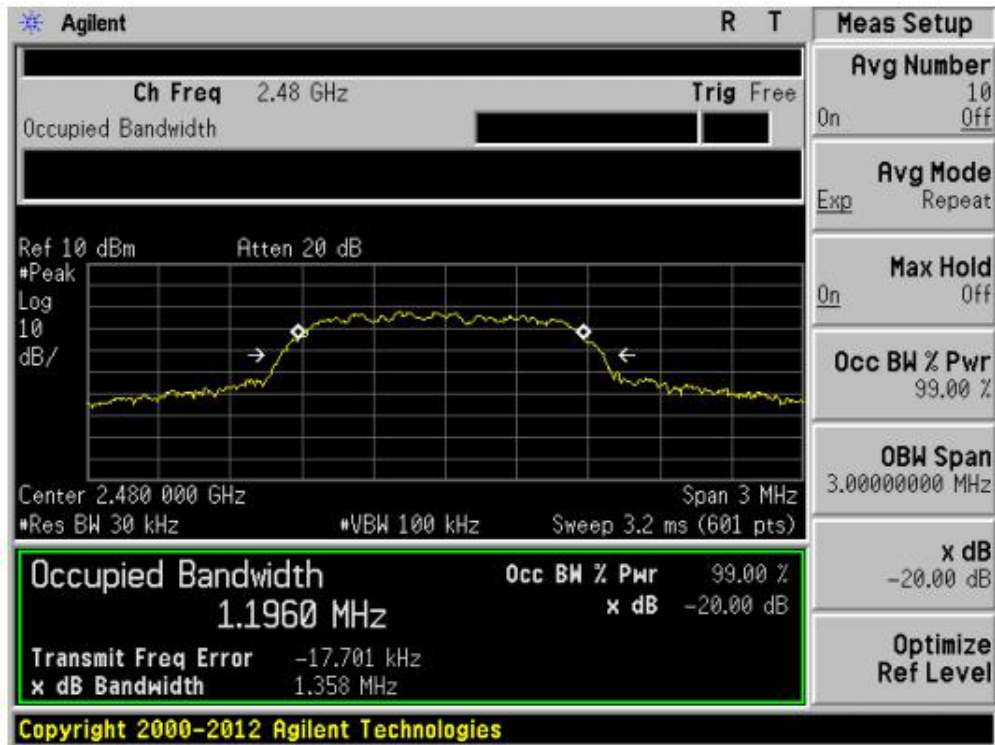 Agilent R T
Ch Freq 2.48 GHz Trig Free
Occupied Bandwidth
Ref 10 dBm Atten 20 dB
#Peak
Log
10
dB/
Center 2.480 000 GHz Span 3 MHz
#Res BW 30 kHz #VBW 100 kHz Sweep 3.2 ms (601 pts)
Occupied Bandwidth
1.1960 MHz
Occ BW % Pwr 99.00 %
x dB -20.00 dB
Transmit Freq Error -17.701 kHz
x dB Bandwidth 1.358 MHz
Copyright 2000-2012 Agilent Technologies
Meas Setup
Avg Number
10
On Off
Avg Mode
Exp Repeat
Max Hold
On Off
Occ BW % Pwr
99.00 %
OBW Span
3.00000000 MHz
x dB
-20.00 dB
Optimize
Ref Level